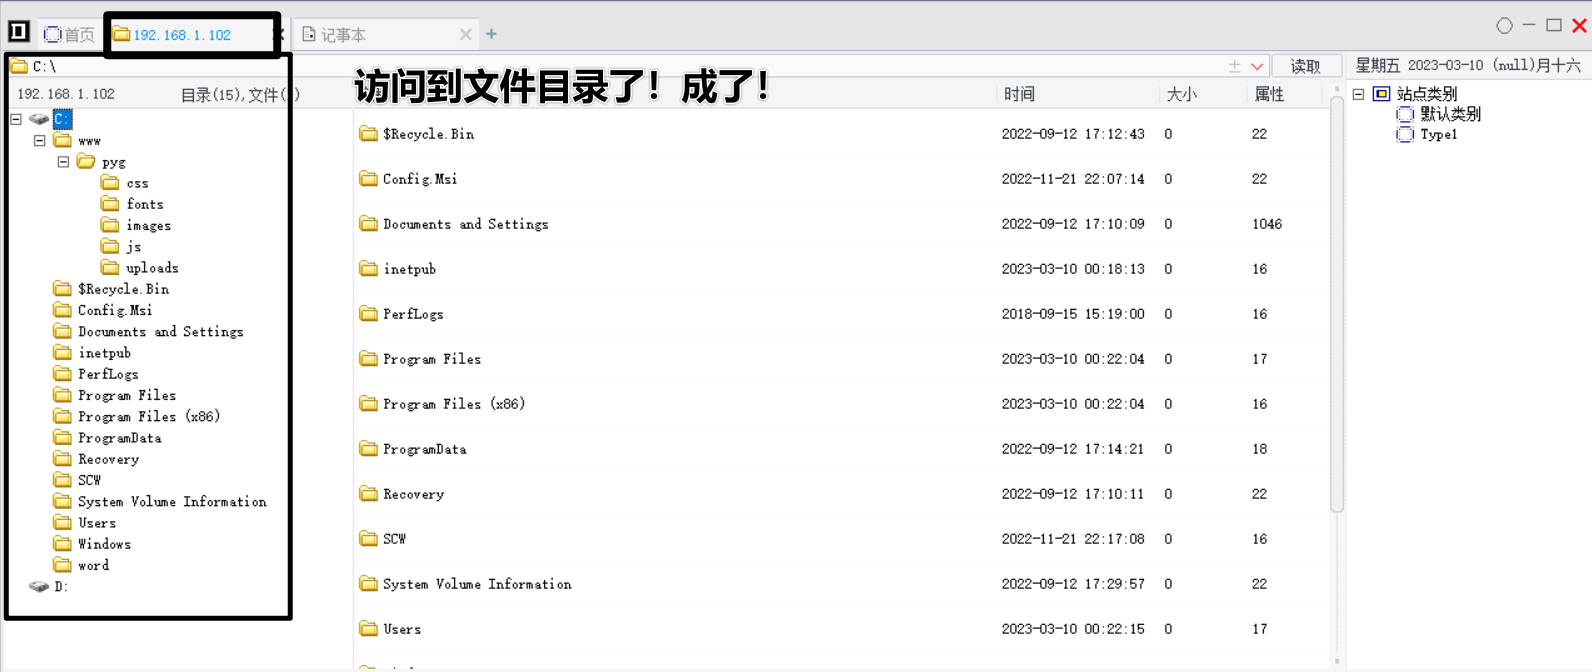 首页
192.168.1.102
记事本
C:\
读取
星期五 2023-03-10 (null)月十六
192.168.1.102
目录(15),文件( )
访问到文件目录了！成了！
时间
大小
属性
C:
www
pyg
css
fonts
images
js
uploads
$Recycle.Bin
Config.Msi
Documents and Settings
inetpub
PerfLogs
Program Files
Program Files (x86)
ProgramData
Recovery
SCW
System Volume Information
Users
Windows
word
D:
$Recycle.Bin 2022-09-12 17:12:43 0 22
Config.Msi 2022-11-21 22:07:14 0 22
Documents and Settings 2022-09-12 17:10:09 0 1046
inetpub 2023-03-10 00:18:13 0 16
PerfLogs 2018-09-15 15:19:00 0 16
Program Files 2023-03-10 00:22:04 0 17
Program Files (x86) 2023-03-10 00:22:04 0 16
ProgramData 2022-09-12 17:14:21 0 18
Recovery 2022-09-12 17:10:11 0 22
SCW 2022-11-21 22:17:08 0 16
System Volume Information 2022-09-12 17:29:57 0 22
Users 2023-03-10 00:22:15 0 17
站点类别
默认类别
Type1